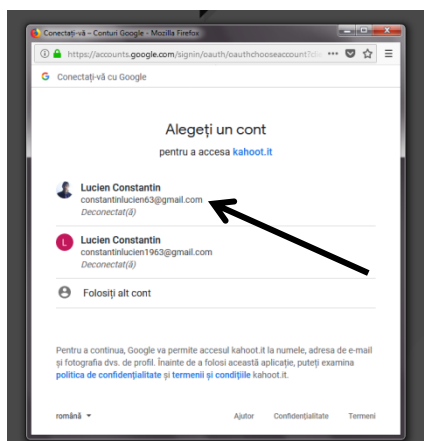 Conectați-vă – Conturi Google - Mozilla Firefox
https://accounts.google.com/signin/oauth/oauthchooseaccount?cli
G Conectați-vă cu Google
Alegeți un cont
pentru a accesa kahoot.it
Lucien Constantin
constantinlucien63@gmail.com
Deconectat(ă)
L
Lucien Constantin
constantinlucien1963@gmail.com
Deconectat(ă)
Folosiți alt cont
Pentru a continua, Google va permite accesul kahoot.it la numele, adresa de e-mail
și fotografia dvs. de profil. Înainte de a folosi această aplicație, puteți examina
politica de confidențialitate și termenii și condițiile kahoot.it.
română Ajutor Confidențialitate Termeni